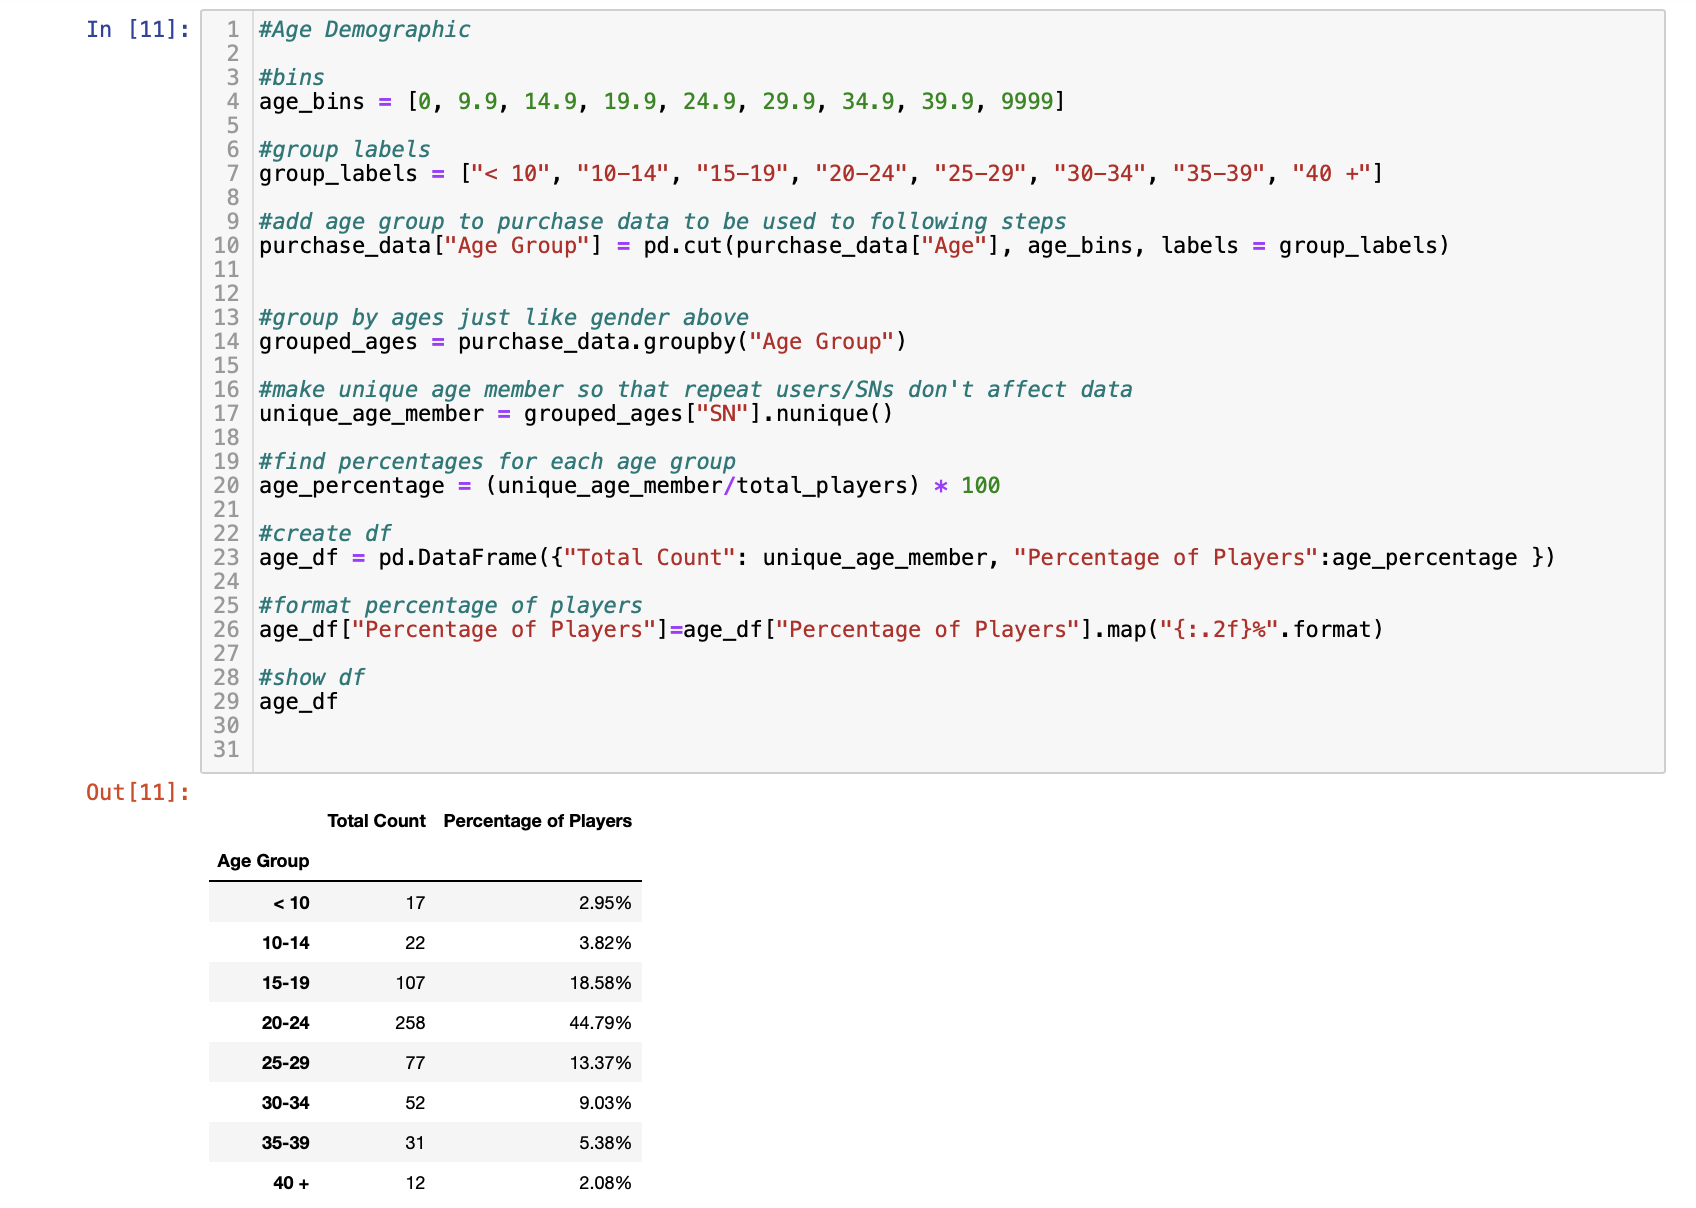 In [11]:
1 #Age Demographic
2
3 #bins
4 age_bins = [0, 9.9, 14.9, 19.9, 24.9, 29.9, 34.9, 39.9, 9999]
5
6 #group labels
7 group_labels = ["< 10", "10-14", "15-19", "20-24", "25-29", "30-34", "35-39", "40 +"]
8
9 #add age group to purchase data to be used to following steps
10 purchase_data["Age Group"] = pd.cut(purchase_data["Age"], age_bins, labels = group_labels)
11
12
13 #group by ages just like gender above
14 grouped_ages = purchase_data.groupby("Age Group")
15
16 #make unique age member so that repeat users/SNs don't affect data
17 unique_age_member = grouped_ages["SN"].nunique()
18
19 #find percentages for each age group
20 age_percentage = (unique_age_member/total_players) * 100
21
22 #create df
23 age_df = pd.DataFrame({"Total Count": unique_age_member, "Percentage of Players":age_percentage })
24
25 #format percentage of players
26 age_df["Percentage of Players"]=age_df["Percentage of Players"].map("{:.2f}%".format)
27
28 #show df
29 age_df
30
31
Out[11]:
Total Count Percentage of Players
Age Group
< 10 17 2.95%
10-14 22 3.82%
15-19 107 18.58%
20-24 258 44.79%
25-29 77 13.37%
30-34 52 9.03%
35-39 31 5.38%
40 + 12 2.08%